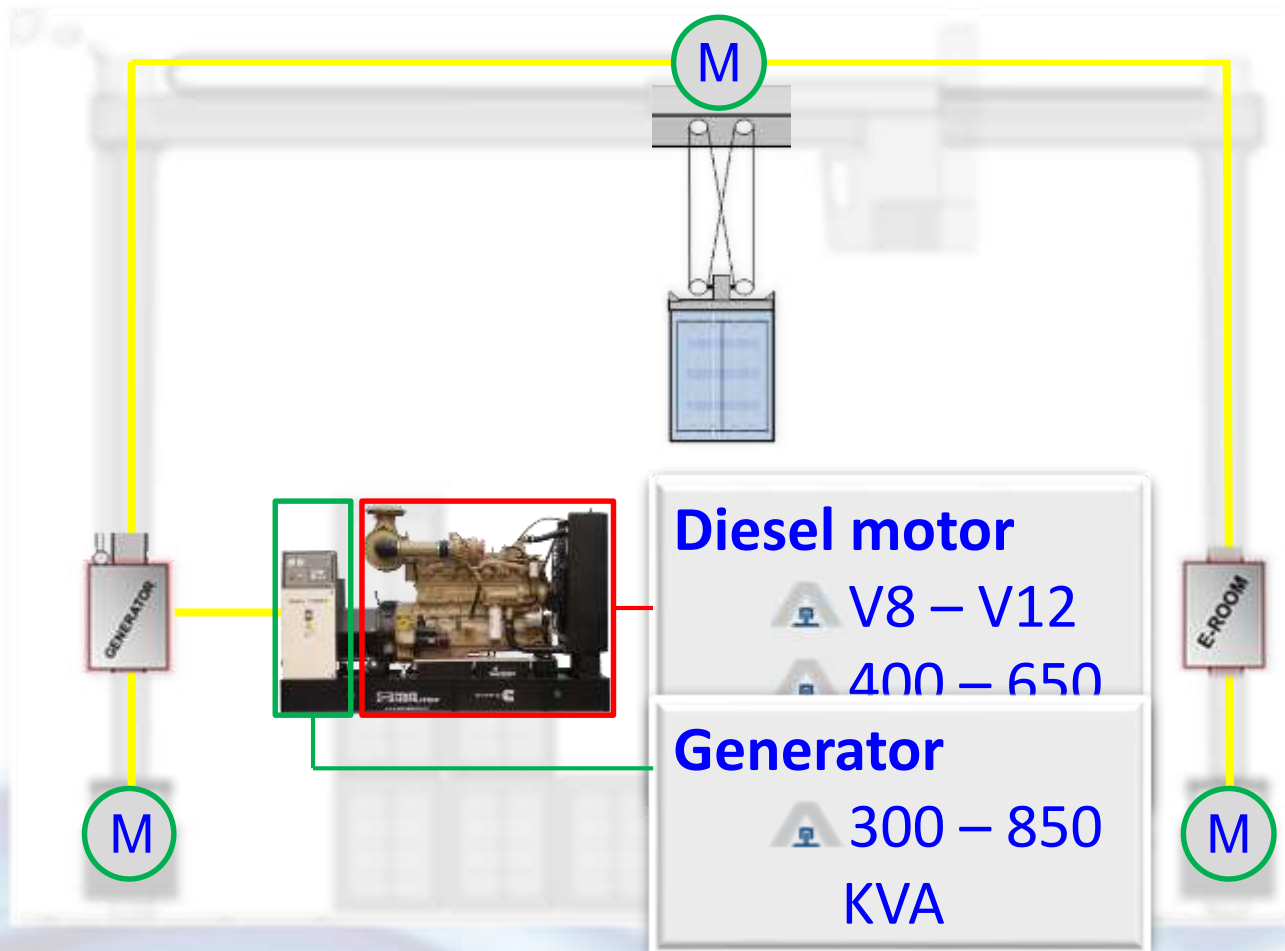 M
Diesel motor
V8 – V12
400 – 650
GENERATOR
E-ROOM
Generator
300 – 850
KVA
M
M